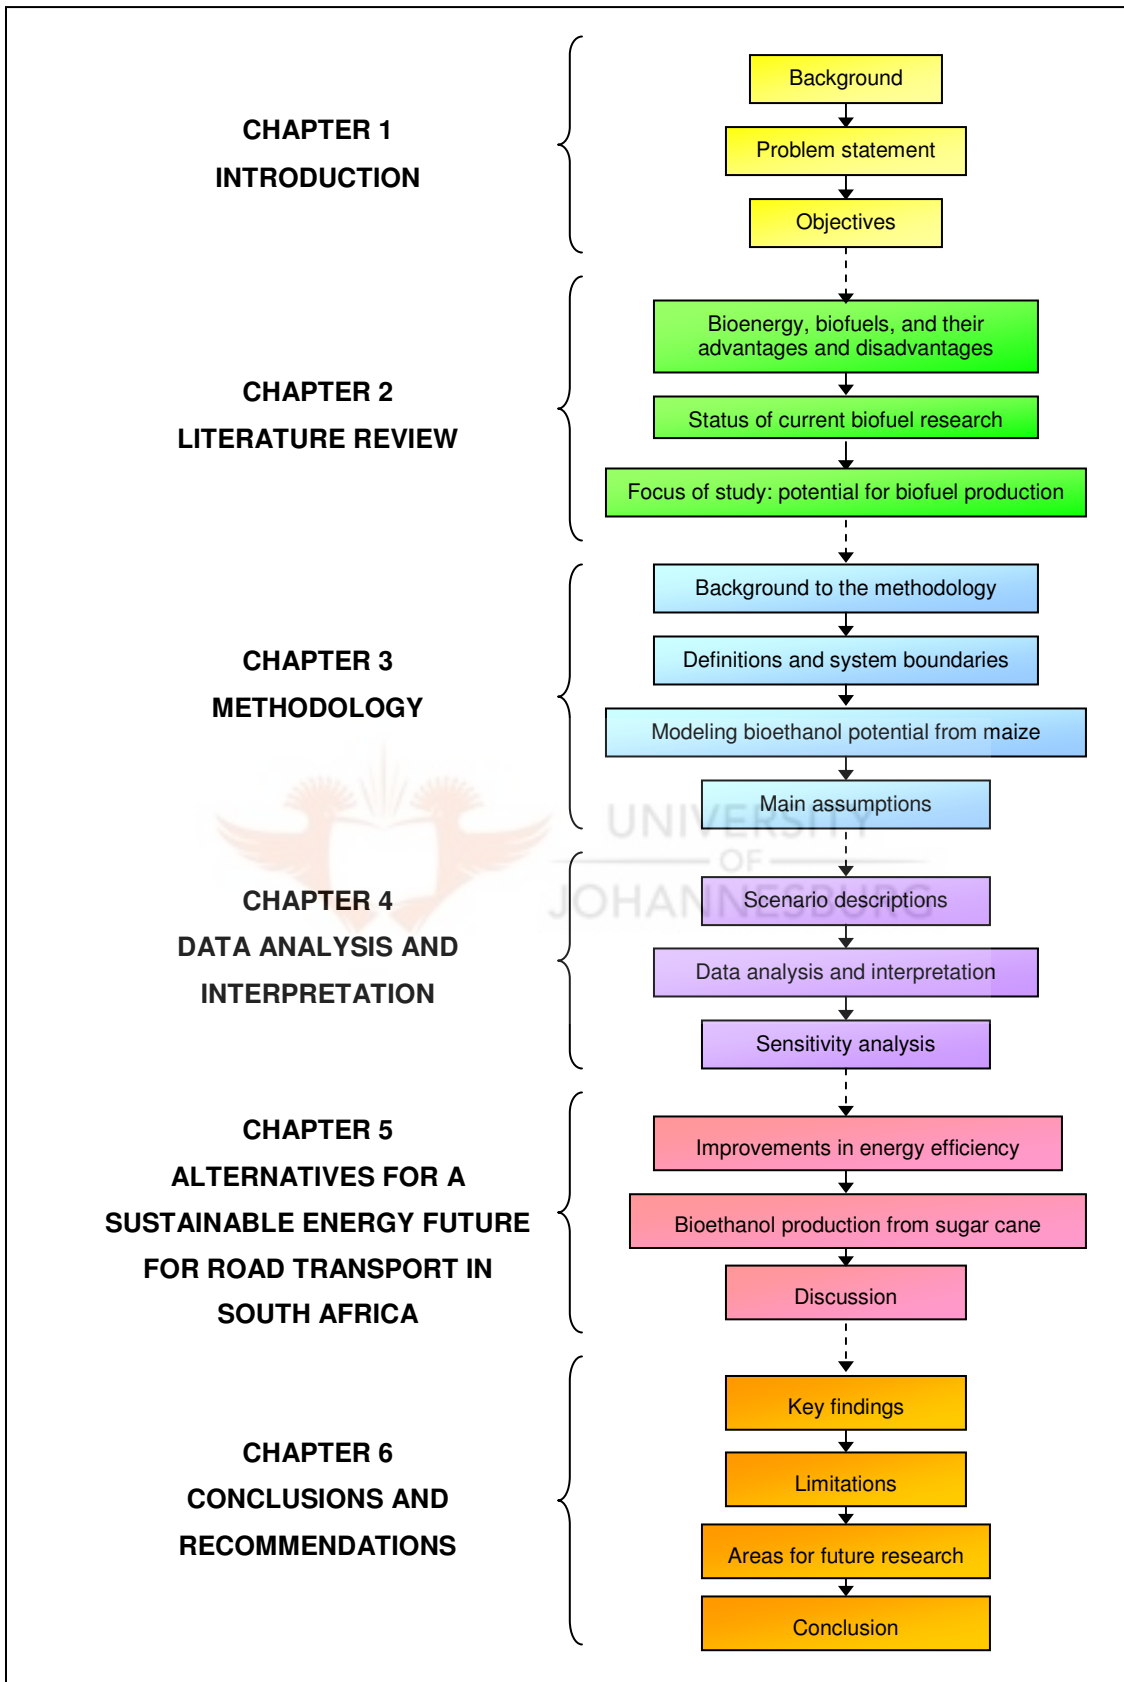 CHAPTER 1
INTRODUCTION
Background
Problem statement
Objectives
CHAPTER 2
LITERATURE REVIEW
Bioenergy, biofuels, and their
advantages and disadvantages
Status of current biofuel research
Focus of study: potential for biofuel production
CHAPTER 3
METHODOLOGY
Background to the methodology
Definitions and system boundaries
Modeling bioethanol potential from maize
Main assumptions
UNIVERSITY
OF
JOHANNESBURG
CHAPTER 4
DATA ANALYSIS AND
INTERPRETATION
Scenario descriptions
Data analysis and interpretation
Sensitivity analysis
CHAPTER 5
ALTERNATIVES FOR A
SUSTAINABLE ENERGY FUTURE
FOR ROAD TRANSPORT IN
SOUTH AFRICA
Improvements in energy efficiency
Bioethanol production from sugar cane
Discussion
CHAPTER 6
CONCLUSIONS AND
RECOMMENDATIONS
Key findings
Limitations
Areas for future research
Conclusion